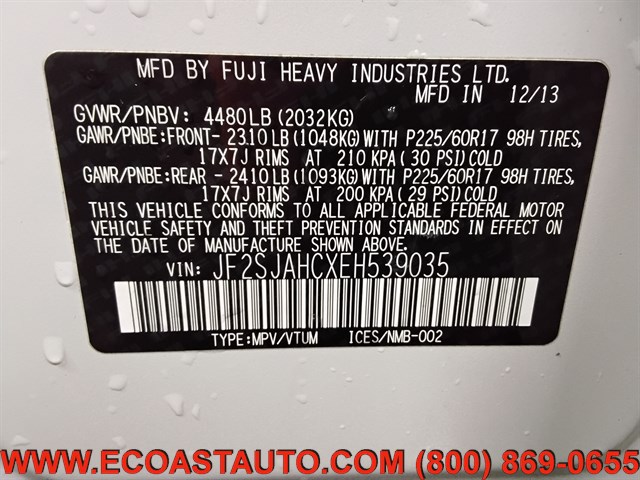 MFD BY FUJI HEAVY INDUSTRIES LTD.
MFD IN 12/13
GVWR/PNBV: 4480LB(2032KG)
GAWR/PNBE:FRONT- 2310LB(1048KG)WITH P225/60R17 98H TIRES,
17X7J RIMS AT 210 KPA( 30 PSI)COLD
GAWR/PNBE:REAR - 2410LB(1093KG)WITH P225/60R17 98H TIRES,
17X7J RIMS AT 200 KPA( 29 PSI)COLD
THIS VEHICLE CONFORMS TO ALL APPLICABLE FEDERAL MOTOR
VEHICLE SAFETY AND THEFT PREVENTION STANDARDS IN EFFECT ON
THE DATE OF MANUFACTURE SHOWN ABOVE.
VIN: JF2SJAHCXEH539035
TYPE:MPV/VTUM ICES/NMB-002
WWW.ECOASTAUTO.COM (800) 869-0655